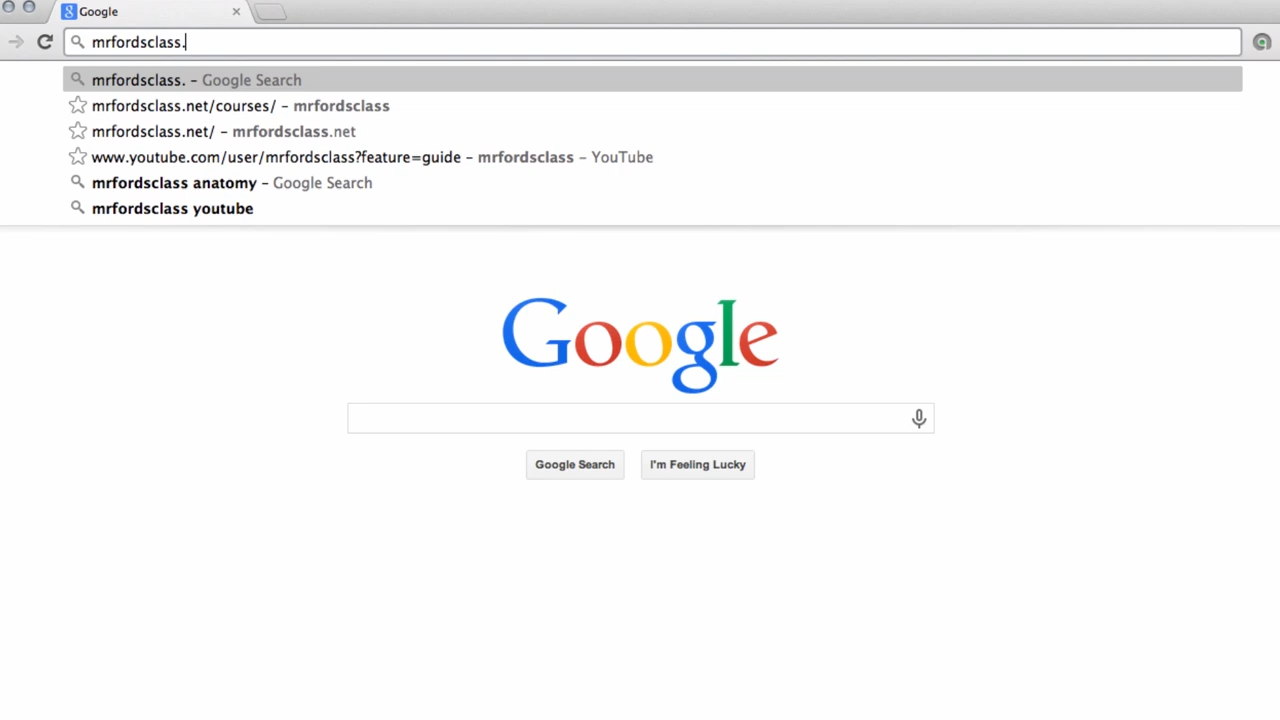 Google
mrfordsclass.
mrfordsclass. - Google Search
mrfordsclass.net/courses/ - mrfordsclass
mrfordsclass.net/ - mrfordsclass.net
www.youtube.com/user/mrfordsclass?feature=guide - mrfordsclass - YouTube
mrfordsclass anatomy - Google Search
mrfordsclass youtube
Google
Google Search I'm Feeling Lucky